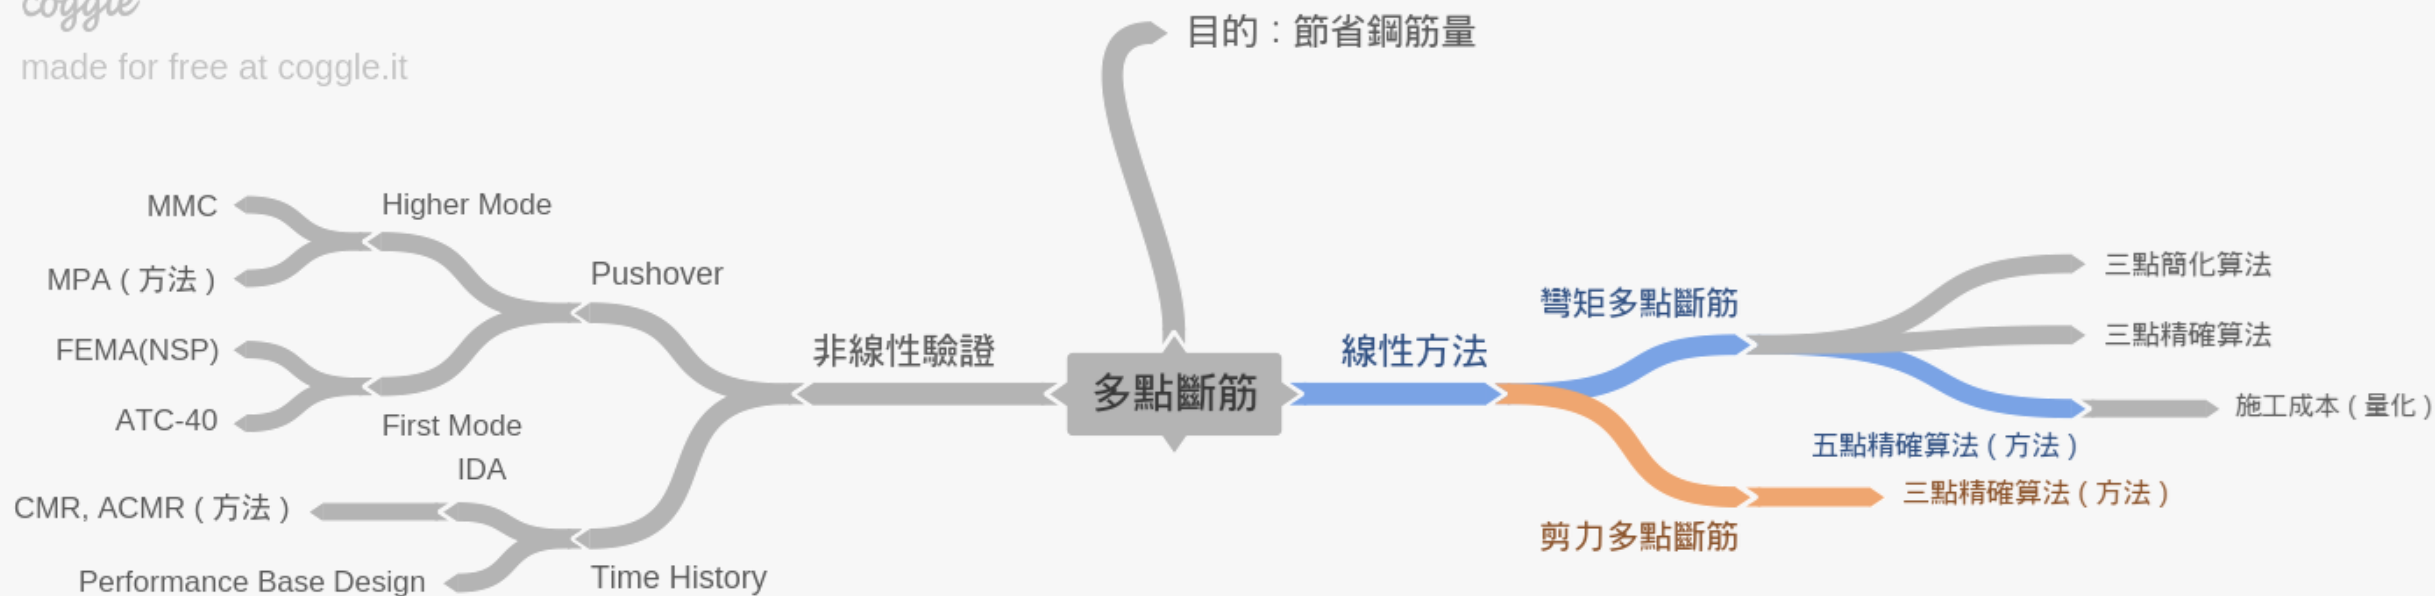 coggle
made for free at coggle.it
目的：節省鋼筋量
MMC
Higher Mode
MPA ( 方法 )
Pushover
FEMA(NSP)
ATC-40
First Mode
IDA
CMR, ACMR ( 方法 )
Performance Base Design
Time History
非線性驗證
多點斷筋
線性方法
彎矩多點斷筋
三點簡化算法
三點精確算法
施工成本 ( 量化 )
五點精確算法 ( 方法 )
三點精確算法 ( 方法 )
剪力多點斷筋